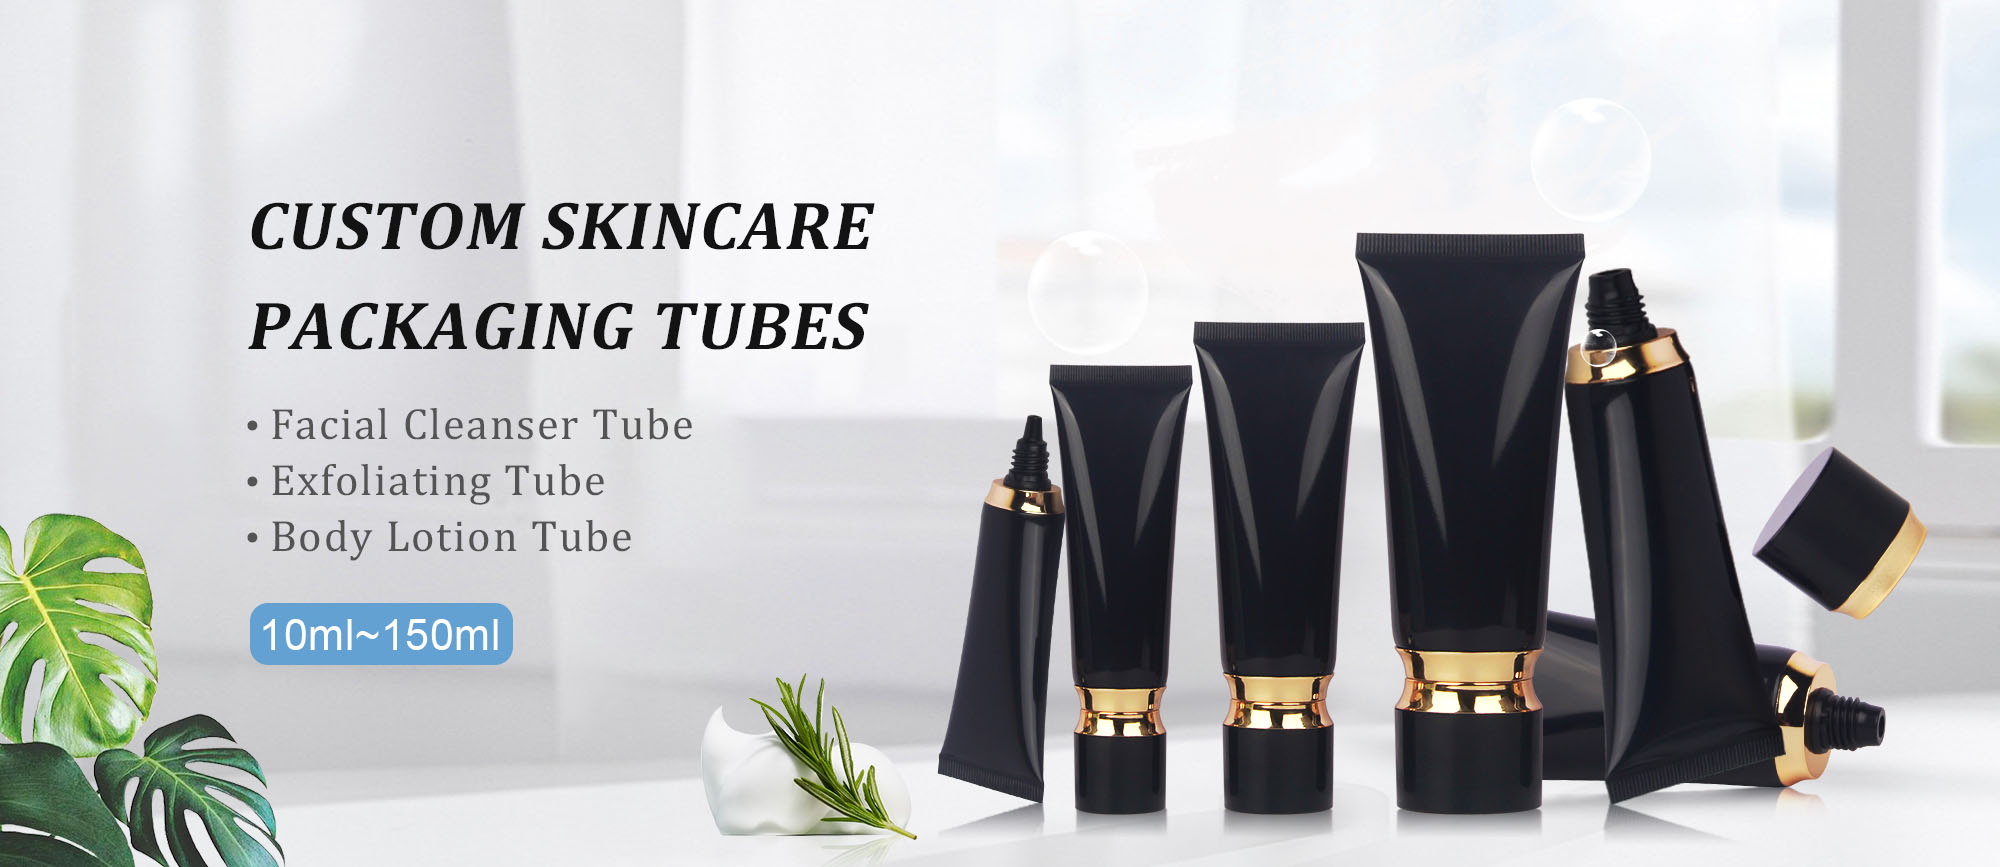 CUSTOM SKINCARE
PACKAGING TUBES
• Facial Cleanser Tube
• Exfoliating Tube
• Body Lotion Tube
10ml~150ml